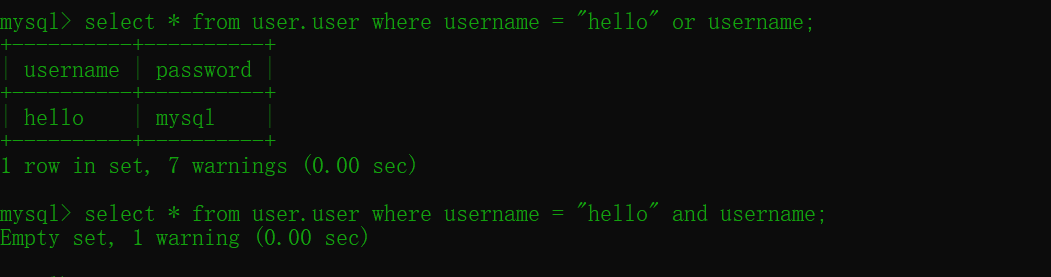 mysql> select * from user.user where username = "hello" or username;
+----------+----------+
| username | password |
+----------+----------+
| hello    | mysql    |
+----------+----------+
1 row in set, 7 warnings (0.00 sec)
mysql> select * from user.user where username = "hello" and username;
Empty set, 1 warning (0.00 sec)